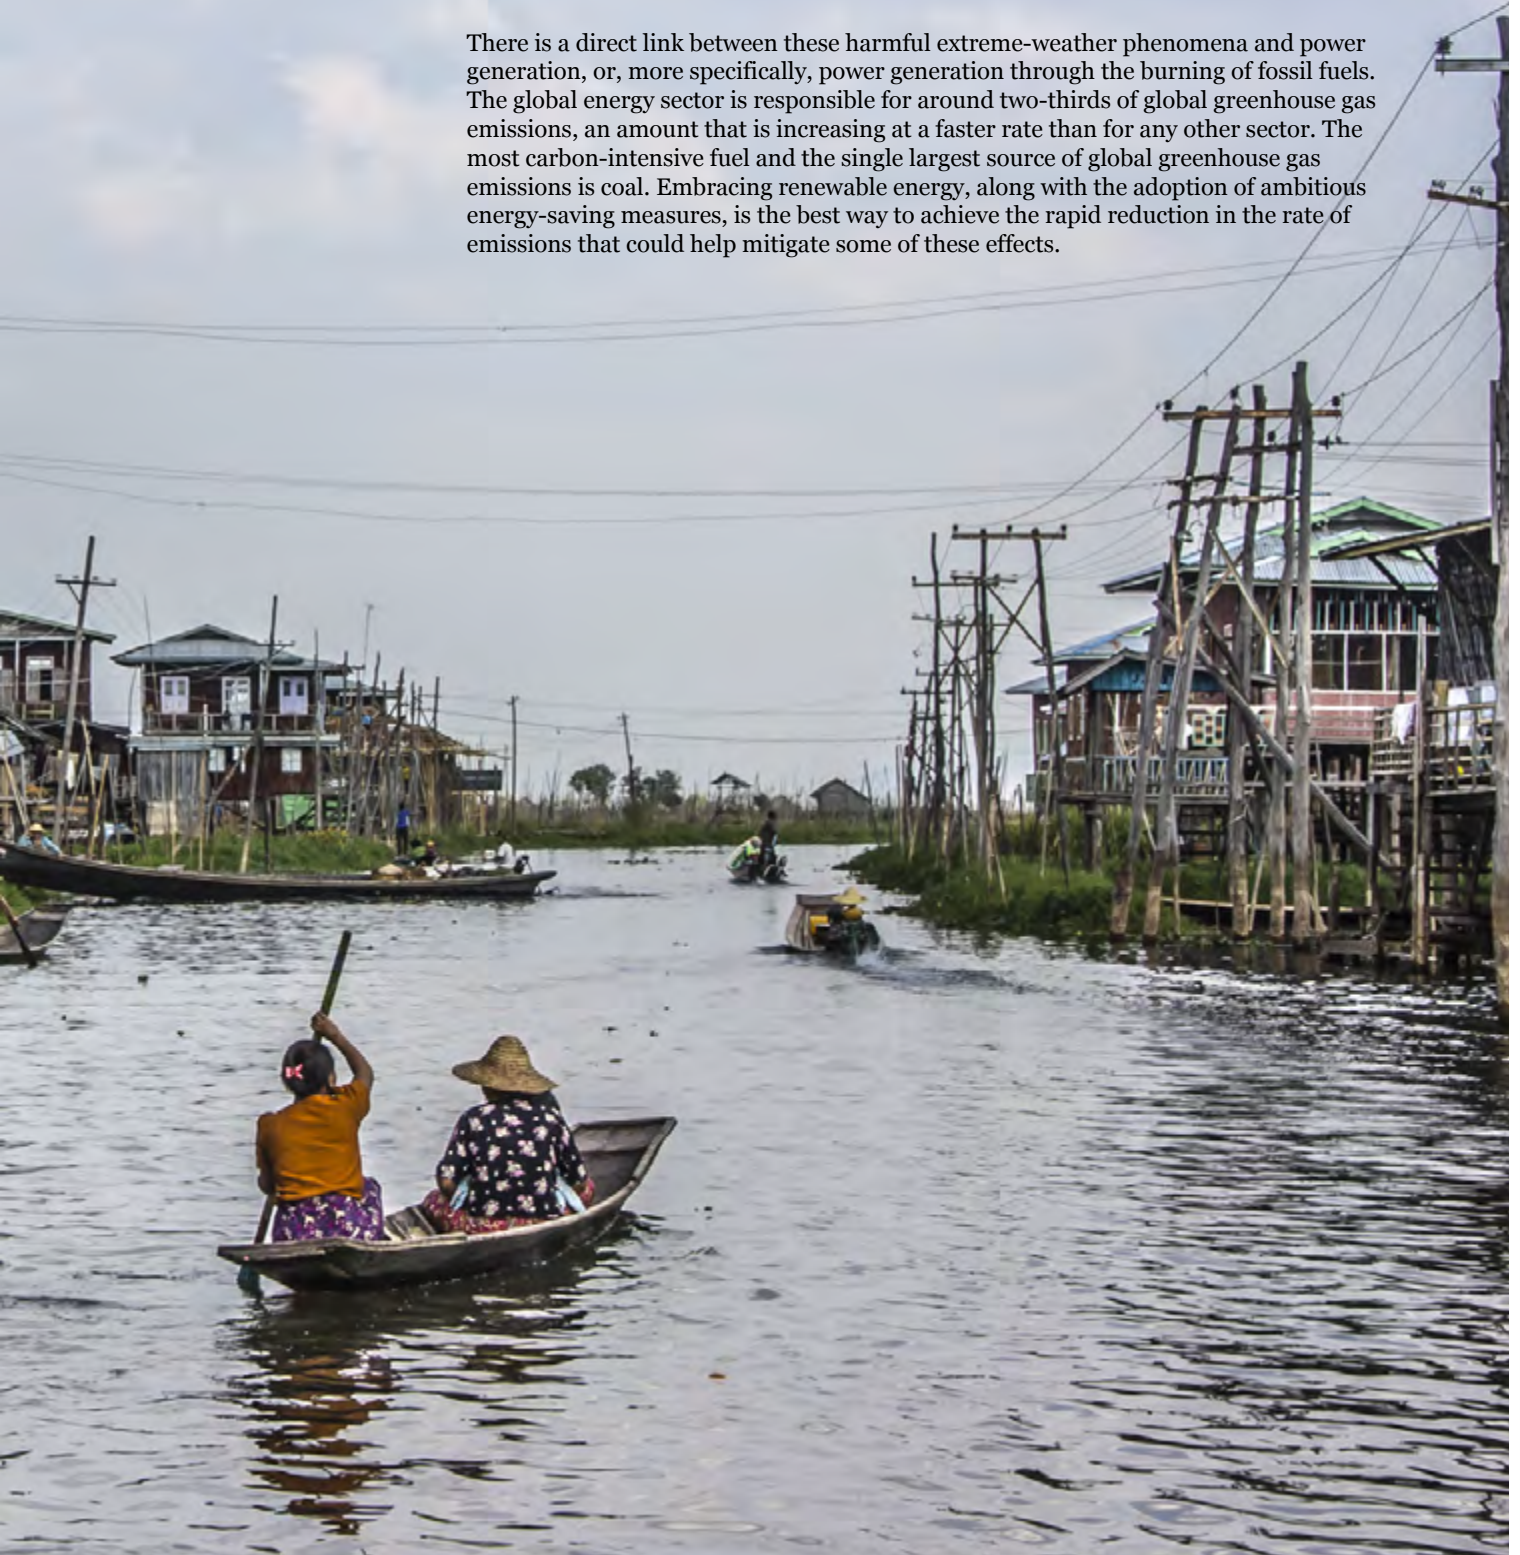 There is a direct link between these harmful extreme-weather phenomena and power
generation, or, more specifically, power generation through the burning of fossil fuels.
The global energy sector is responsible for around two-thirds of global greenhouse gas
emissions, an amount that is increasing at a faster rate than for any other sector. The
most carbon-intensive fuel and the single largest source of global greenhouse gas
emissions is coal. Embracing renewable energy, along with the adoption of ambitious
energy-saving measures, is the best way to achieve the rapid reduction in the rate of
emissions that could help mitigate some of these effects.